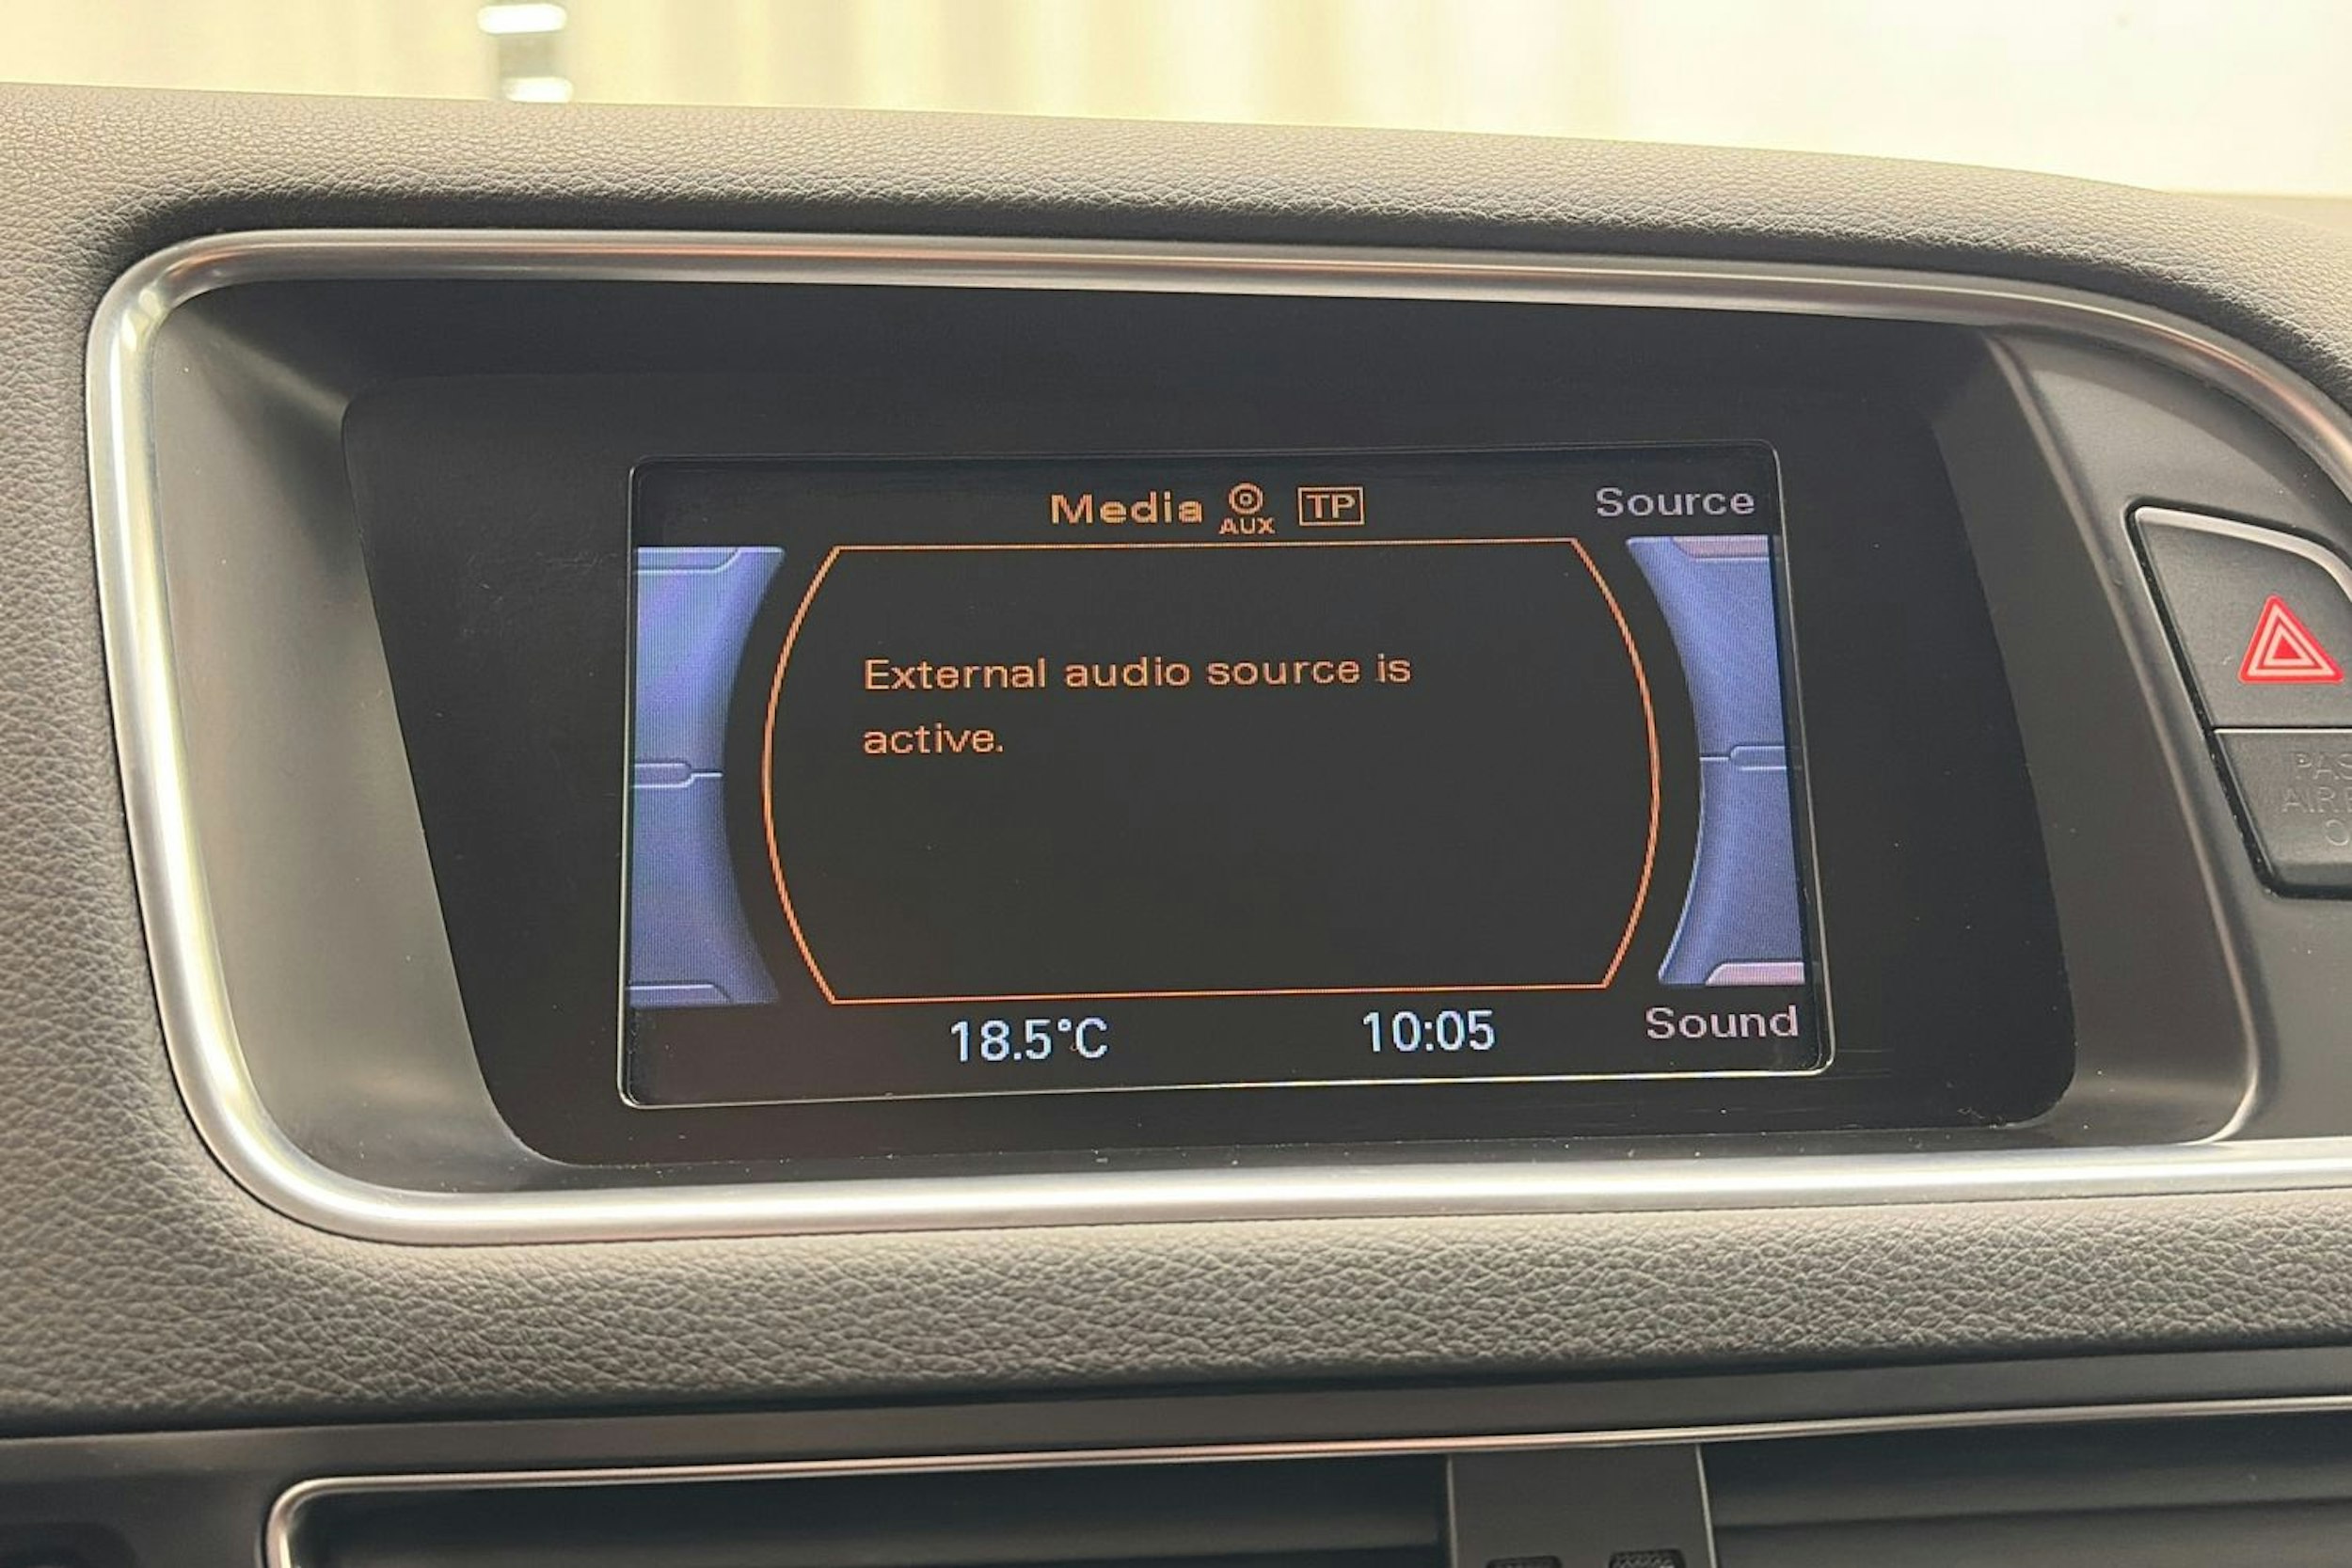 Media AUX TP Source
External audio source is
active.
18.5°C 10:05 Sound